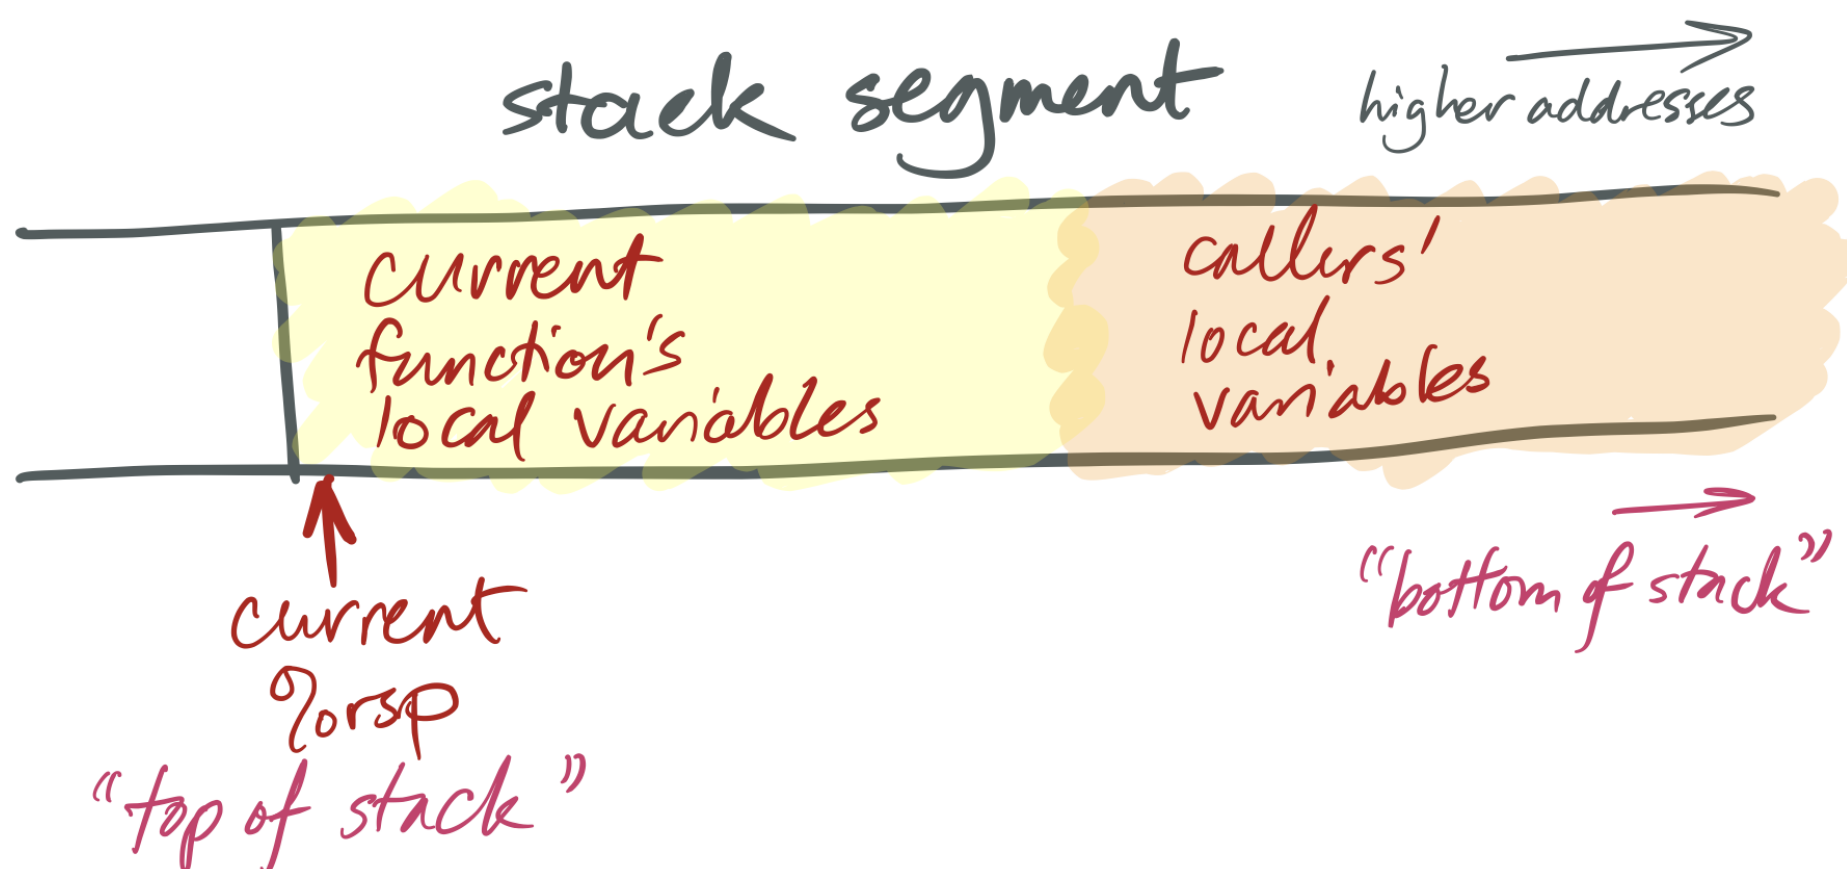 stack segment
higher addresses
current
function's
local variables
callers'
local
variables
current
%rsp
"top of stack"
"bottom of stack"